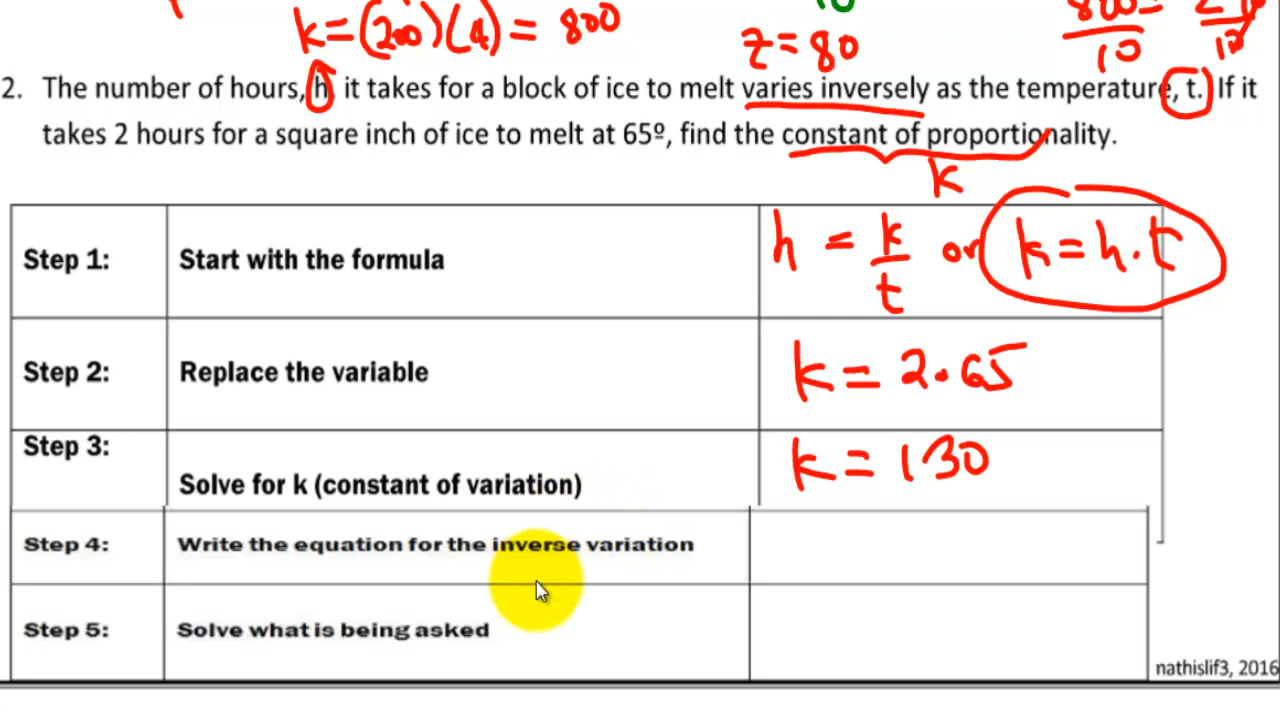 k=(200)(4) = 800
10
z=80
800=
10
10
2. The number of hours, h, it takes for a block of ice to melt varies inversely as the temperature, t. If it
takes 2 hours for a square inch of ice to melt at 65º, find the constant of proportionality.
k
Step 1:
Start with the formula
h = k/t or k=h.t
Step 2:
Replace the variable
k=2.65
Step 3:
Solve for k (constant of variation)
k=130
Step 4:
Write the equation for the inverse variation
Step 5:
Solve what is being asked
nathislif3, 2016